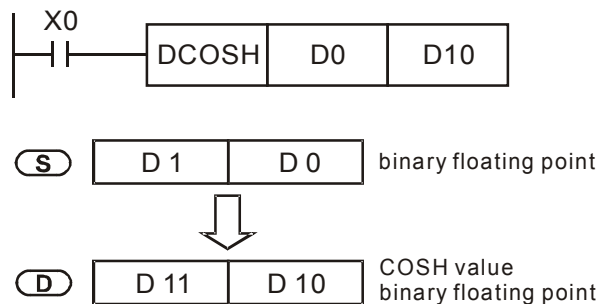 X0
DCOSH D0 D10
S D 1 D 0 binary floating point
D D 11 D 10 COSH value
binary floating point